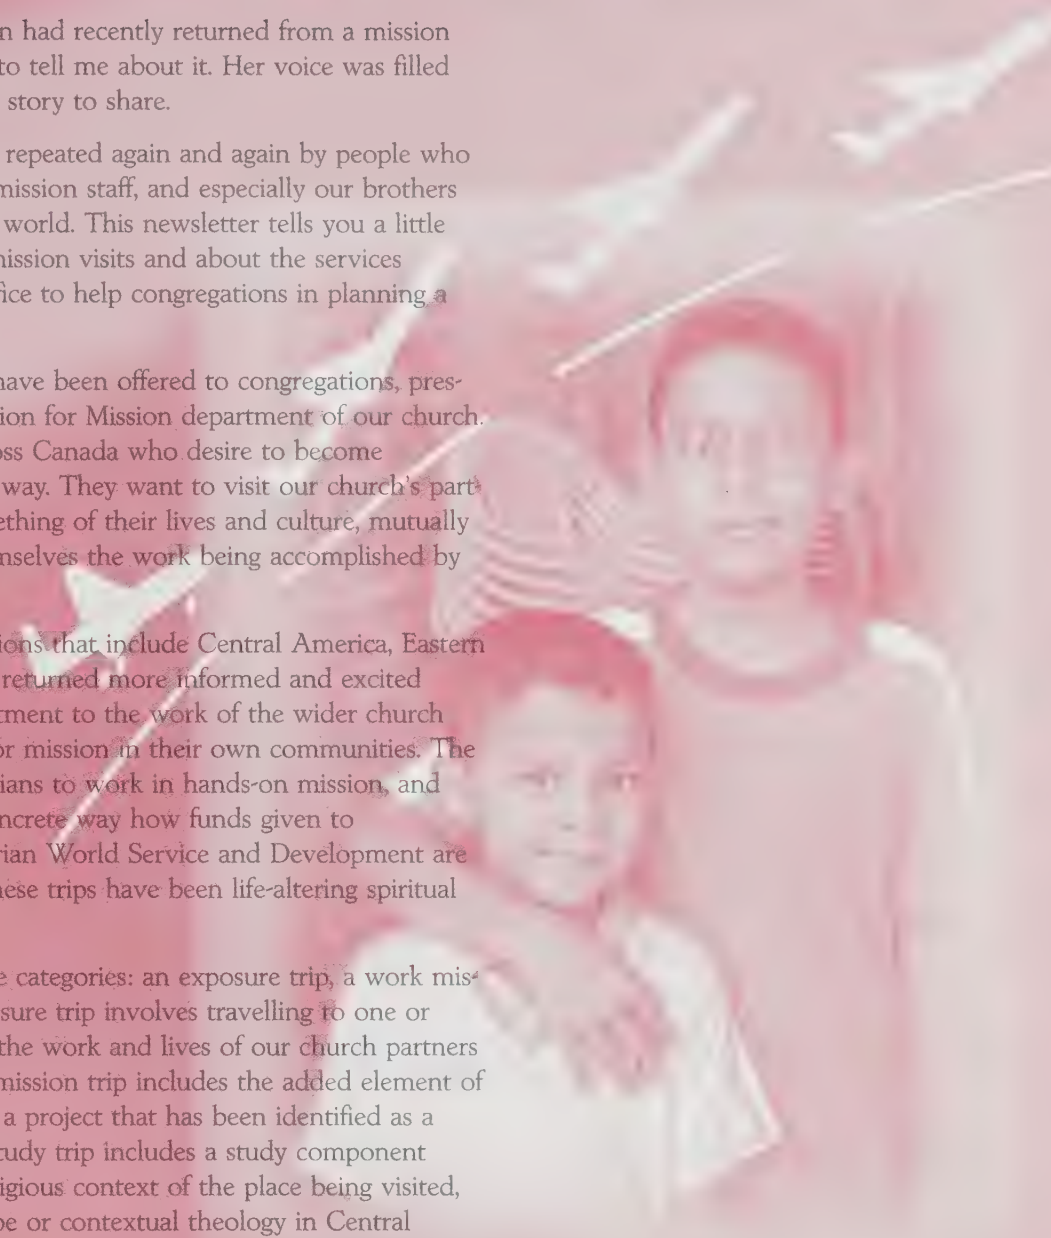 n had recently returned from a mission
to tell me about it. Her voice was filled
story to share.
repeated again and again by people who
mission staff, and especially our brothers
world. This newsletter tells you a little
nission visits and about the services
fice to help congregations in planning a
have been offered to congregations, pres-
ion for Mission department of our church.
oss Canada who desire to become
way. They want to visit our church's part-
ething of their lives and culture, mutually
nselves the work being accomplished by
ions that include Central America, Eastern
returned more informed and excited
tment to the work of the wider church
or mission in their own communities. The
ians to work in hands-on mission, and
ncrete way how funds given to
rian World Service and Development are
nese trips have been life-altering spiritual
e categories: an exposure trip, a work mis-
sure trip involves travelling to one or
the work and lives of our church partners
mission trip includes the added element of
a project that has been identified as a
tudy trip includes a study component
igious context of the place being visited,
pe or contextual theology in Central